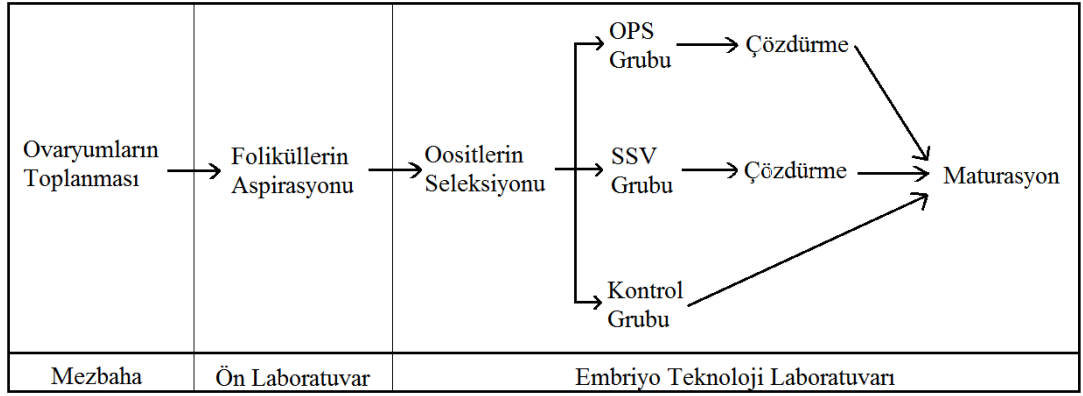 Ovaryumların
Toplanması
Foliküllerin
Aspirasyonu
Oositlerin
Seleksiyonu
OPS
Grubu
Çözdürme
SSV
Grubu
Çözdürme
Kontrol
Grubu
Maturasyon
Mezbaha
Ön Laboratuvar
Embriyo Teknoloji Laboratuvarı